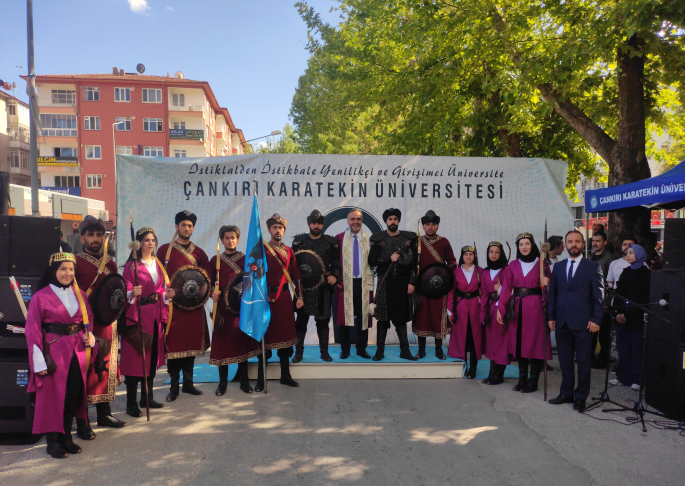 İstiklalden İstikbale Yenilikçi ve Girişimci Üniversite
ÇANKIRI KARATEKİN ÜNİVERSİTESİ
ÇANKIRI KARATEKİN ÜNİVERSİTESİ